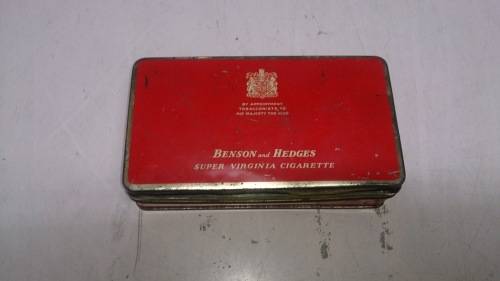 BY APPOINTMENT
TOBACCONISTS TO
HIS MAJESTY THE KING
BENSON and HEDGES
SUPER VIRGINIA CIGARETTE